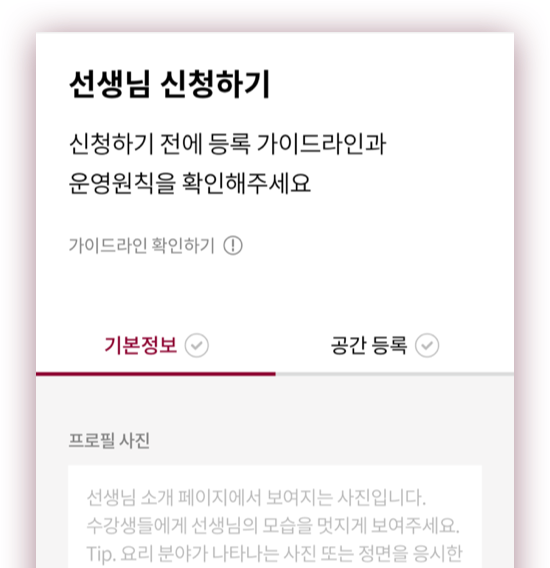 선생님 신청하기
신청하기 전에 등록 가이드라인과
운영원칙을 확인해주세요
가이드라인 확인하기
기본정보
공간 등록
프로필 사진
선생님 소개 페이지에서 보여지는 사진입니다.
수강생들에게 선생님의 모습을 멋지게 보여주세요.
Tip. 요리 분야가 나타나는 사진 또는 정면을 응시한